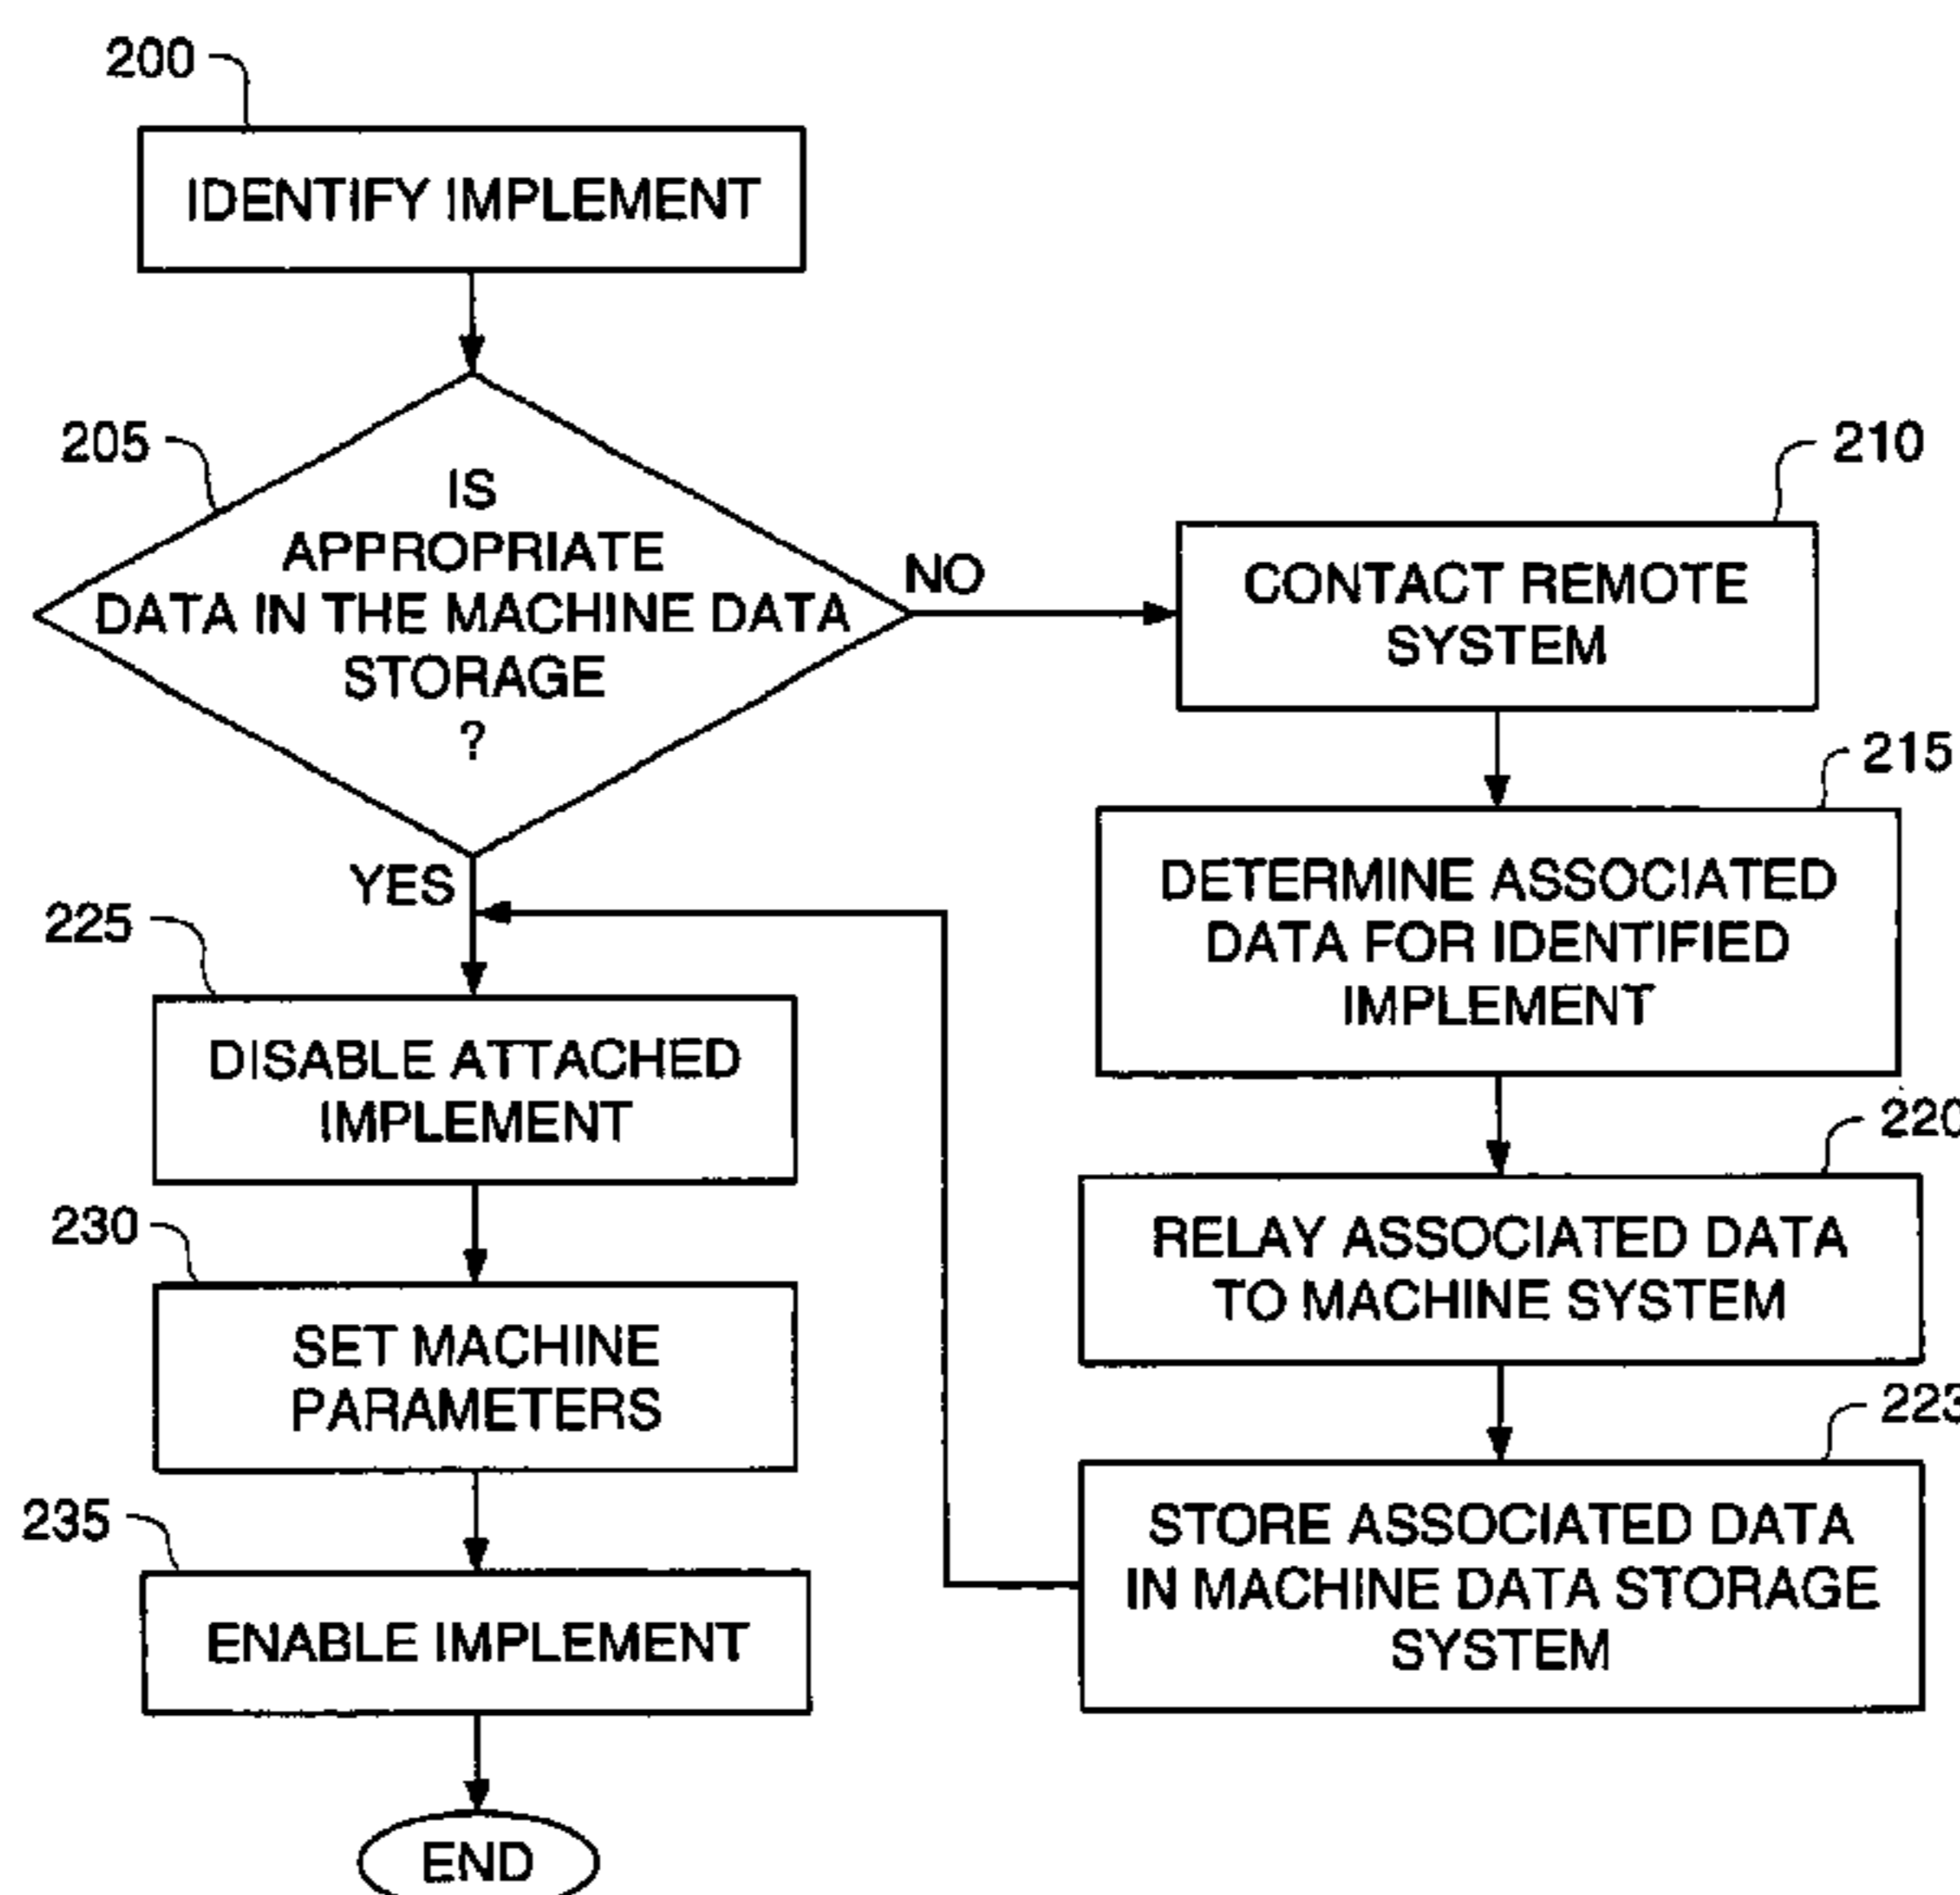 200
IDENTIFY IMPLEMENT
205
IS
APPROPRIATE
DATA IN THE MACHINE DATA
STORAGE
?
NO
YES
210
CONTACT REMOTE
SYSTEM
215
DETERMINE ASSOCIATED
DATA FOR IDENTIFIED
IMPLEMENT
220
RELAY ASSOCIATED DATA
TO MACHINE SYSTEM
223
STORE ASSOCIATED DATA
IN MACHINE DATA STORAGE
SYSTEM
225
DISABLE ATTACHED
IMPLEMENT
230
SET MACHINE
PARAMETERS
235
ENABLE IMPLEMENT
END